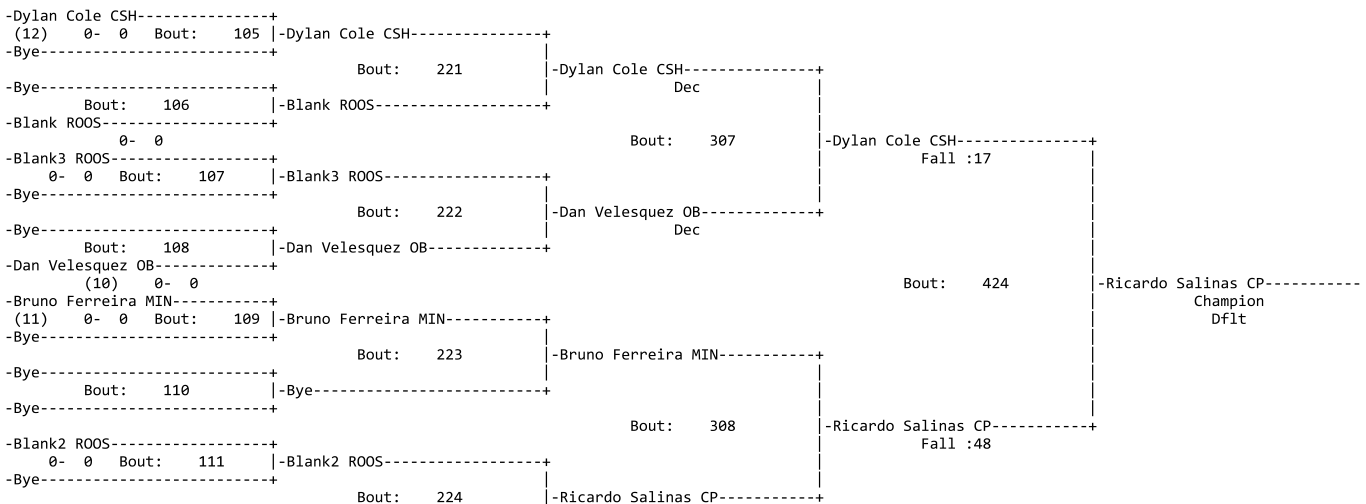 -Dylan Cole CSH---------------+
(12) 0- 0 Bout: 105 |-Dylan Cole CSH---------------+
-Bye--------------------------+ |
Bout: 221 |-Dylan Cole CSH---------------+
-Bye--------------------------+ | Dec |
Bout: 106 |-Blank ROOS-------------------+ |
-Blank ROOS-------------------+ |
0- 0 Bout: 307 |-Dylan Cole CSH---------------+
-Blank3 ROOS------------------+ | Fall :17 |
0- 0 Bout: 107 |-Blank3 ROOS------------------+ | |
-Bye--------------------------+ | | |
Bout: 222 |-Dan Velesquez OB-------------+ |
-Bye--------------------------+ | Dec |
Bout: 108 |-Dan Velesquez OB-------------+ |
-Dan Velesquez OB-------------+ |
(10) 0- 0 Bout: 424 |-Ricardo Salinas CP-----------
-Bruno Ferreira MIN-----------+ | Champion
(11) 0- 0 Bout: 109 |-Bruno Ferreira MIN-----------+ | Dflt
-Bye--------------------------+ | |
Bout: 223 |-Bruno Ferreira MIN-----------+ |
-Bye--------------------------+ | | |
Bout: 110 |-Bye--------------------------+ | |
-Bye--------------------------+ | |
Bout: 308 |-Ricardo Salinas CP-----------+
-Blank2 ROOS------------------+ | Fall :48
0- 0 Bout: 111 |-Blank2 ROOS------------------+ |
-Bye--------------------------+ | |
Bout: 224 |-Ricardo Salinas CP-----------+